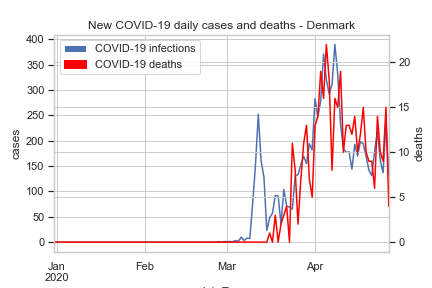 New COVID-19 daily cases and deaths - Denmark
COVID-19 infections
COVID-19 deaths
400
350
300
250
200
150
100
50
0
cases
20
15
10
5
0
deaths
Jan
2020
Feb
Mar
Apr